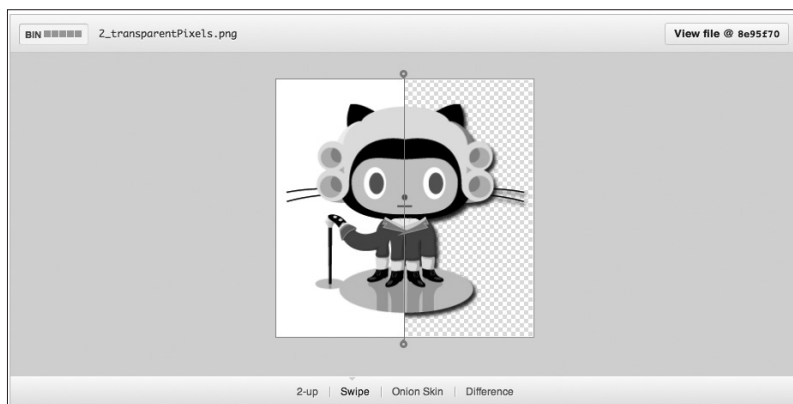 BIN 2_transparentPixels.png View file @ 8e95f70
2-up Swipe Onion Skin Difference